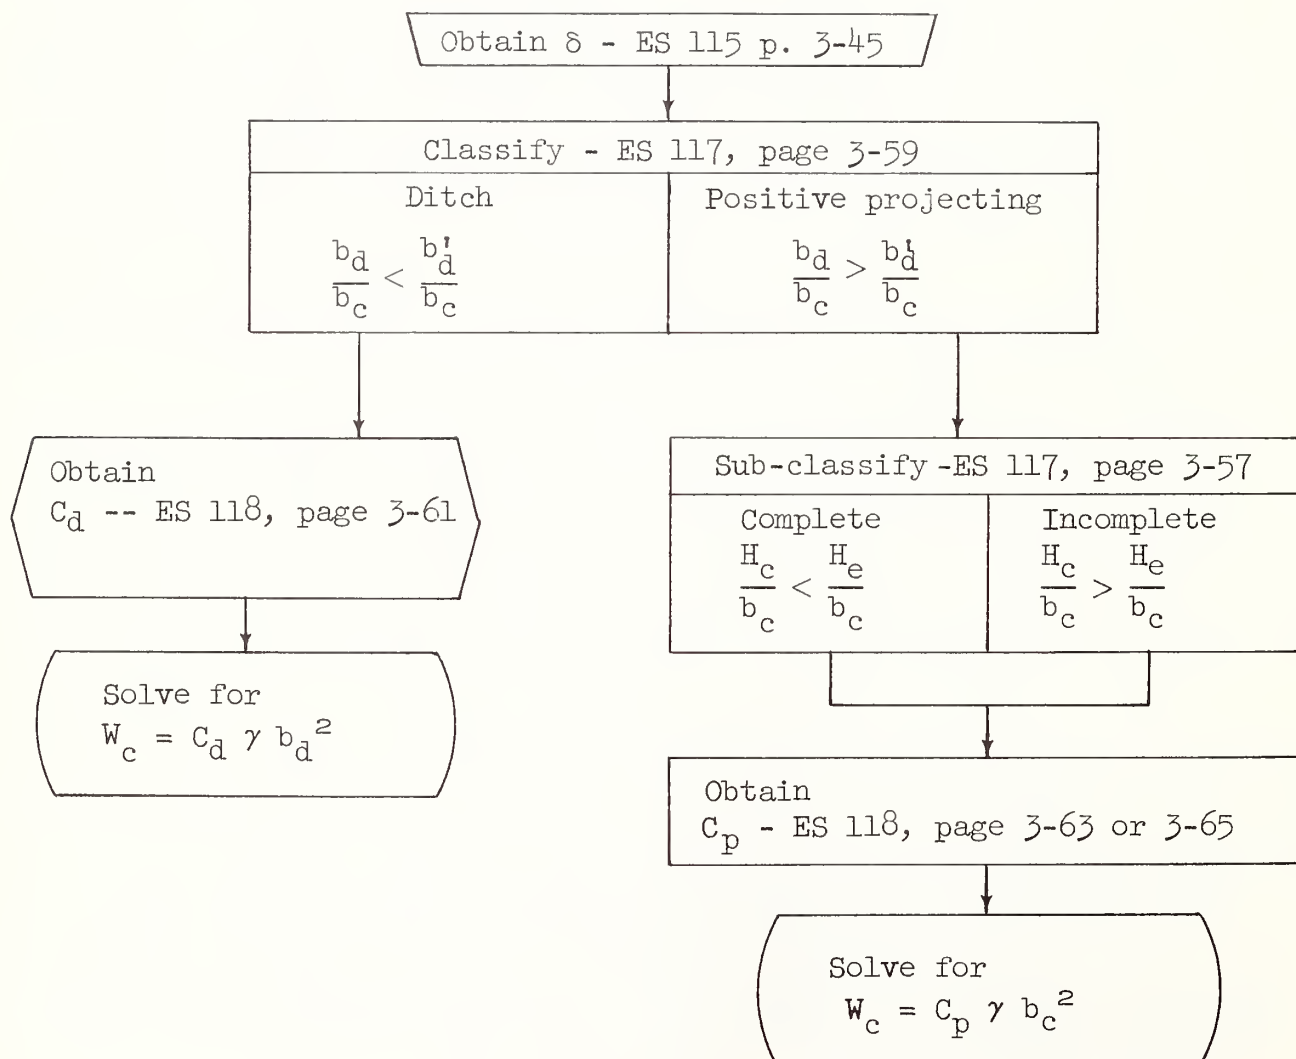 Obtain δ - ES 115 p. 3-45
Classify - ES 117, page 3-59
Ditch
b_d/b_c < b'_d/b_c
Positive projecting
b_d/b_c > b'_d/b_c
Obtain
C_d -- ES 118, page 3-61
Solve for
W_c = C_d γ b_d²
Sub-classify -ES 117, page 3-57
Complete
H_c/b_c < H_e/b_c
Incomplete
H_c/b_c > H_e/b_c
Obtain
C_p - ES 118, page 3-63 or 3-65
Solve for
W_c = C_p γ b_c²